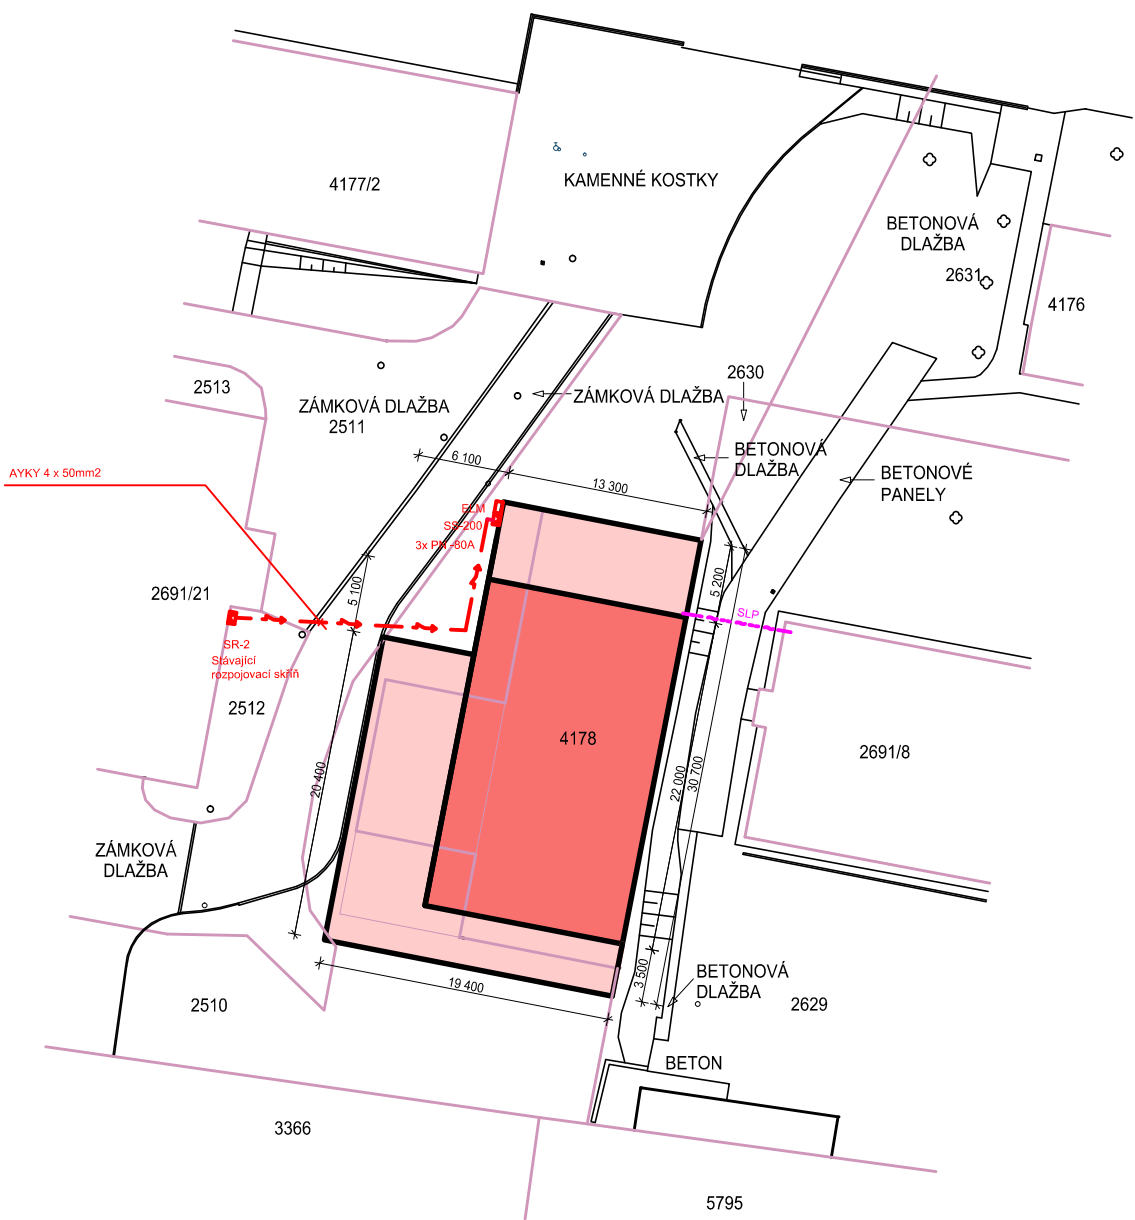 4177/2
KAMENNÉ KOSTKY
BETONOVÁ
DLAŽBA
2631
4176
2513
ZÁMKOVÁ DLAŽBA
2511
ZÁMKOVÁ DLAŽBA
2630
6 100
BETONOVÁ
DLAŽBA
BETONOVÉ
PANELY
AYKY 4 x 50mm2
13 300
ELM
SS-200
3x PN -80A
5 100
5 200
2691/21
SLP
SR-2
Stávající
rozpojovací skříň
2512
4178
2691/8
20 400
22 000
30 700
ZÁMKOVÁ
DLAŽBA
19 400
3 500
BETONOVÁ
DLAŽBA
2510
2629
BETON
3366
5795